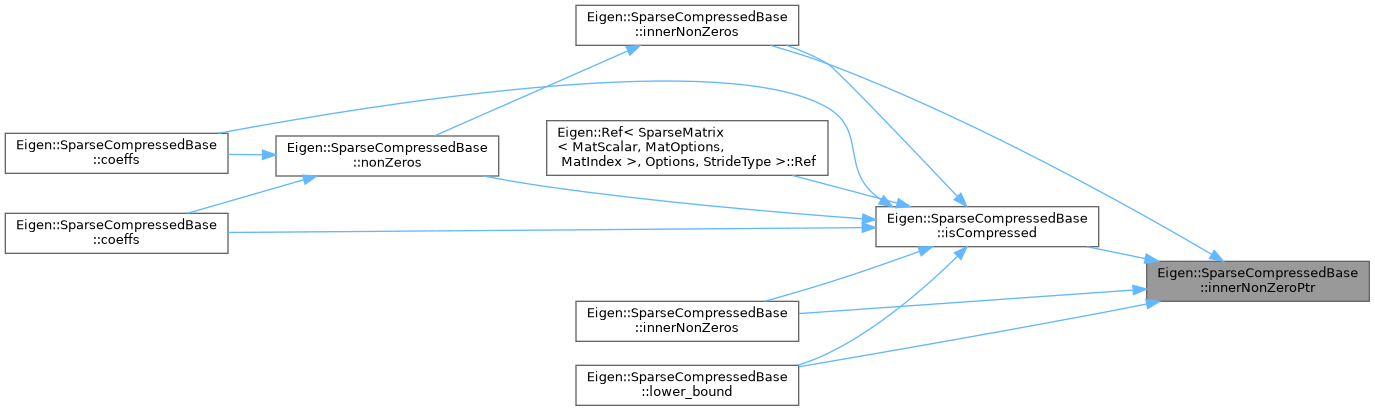 Eigen::SparseCompressedBase
::innerNonZeros
Eigen::SparseCompressedBase
::coeffs
Eigen::SparseCompressedBase
::nonZeros
Eigen::Ref< SparseMatrix
< MatScalar, MatOptions,
MatIndex >, Options, StrideType >::Ref
Eigen::SparseCompressedBase
::coeffs
Eigen::SparseCompressedBase
::isCompressed
Eigen::SparseCompressedBase
::innerNonZeroPtr
Eigen::SparseCompressedBase
::innerNonZeros
Eigen::SparseCompressedBase
::lower_bound